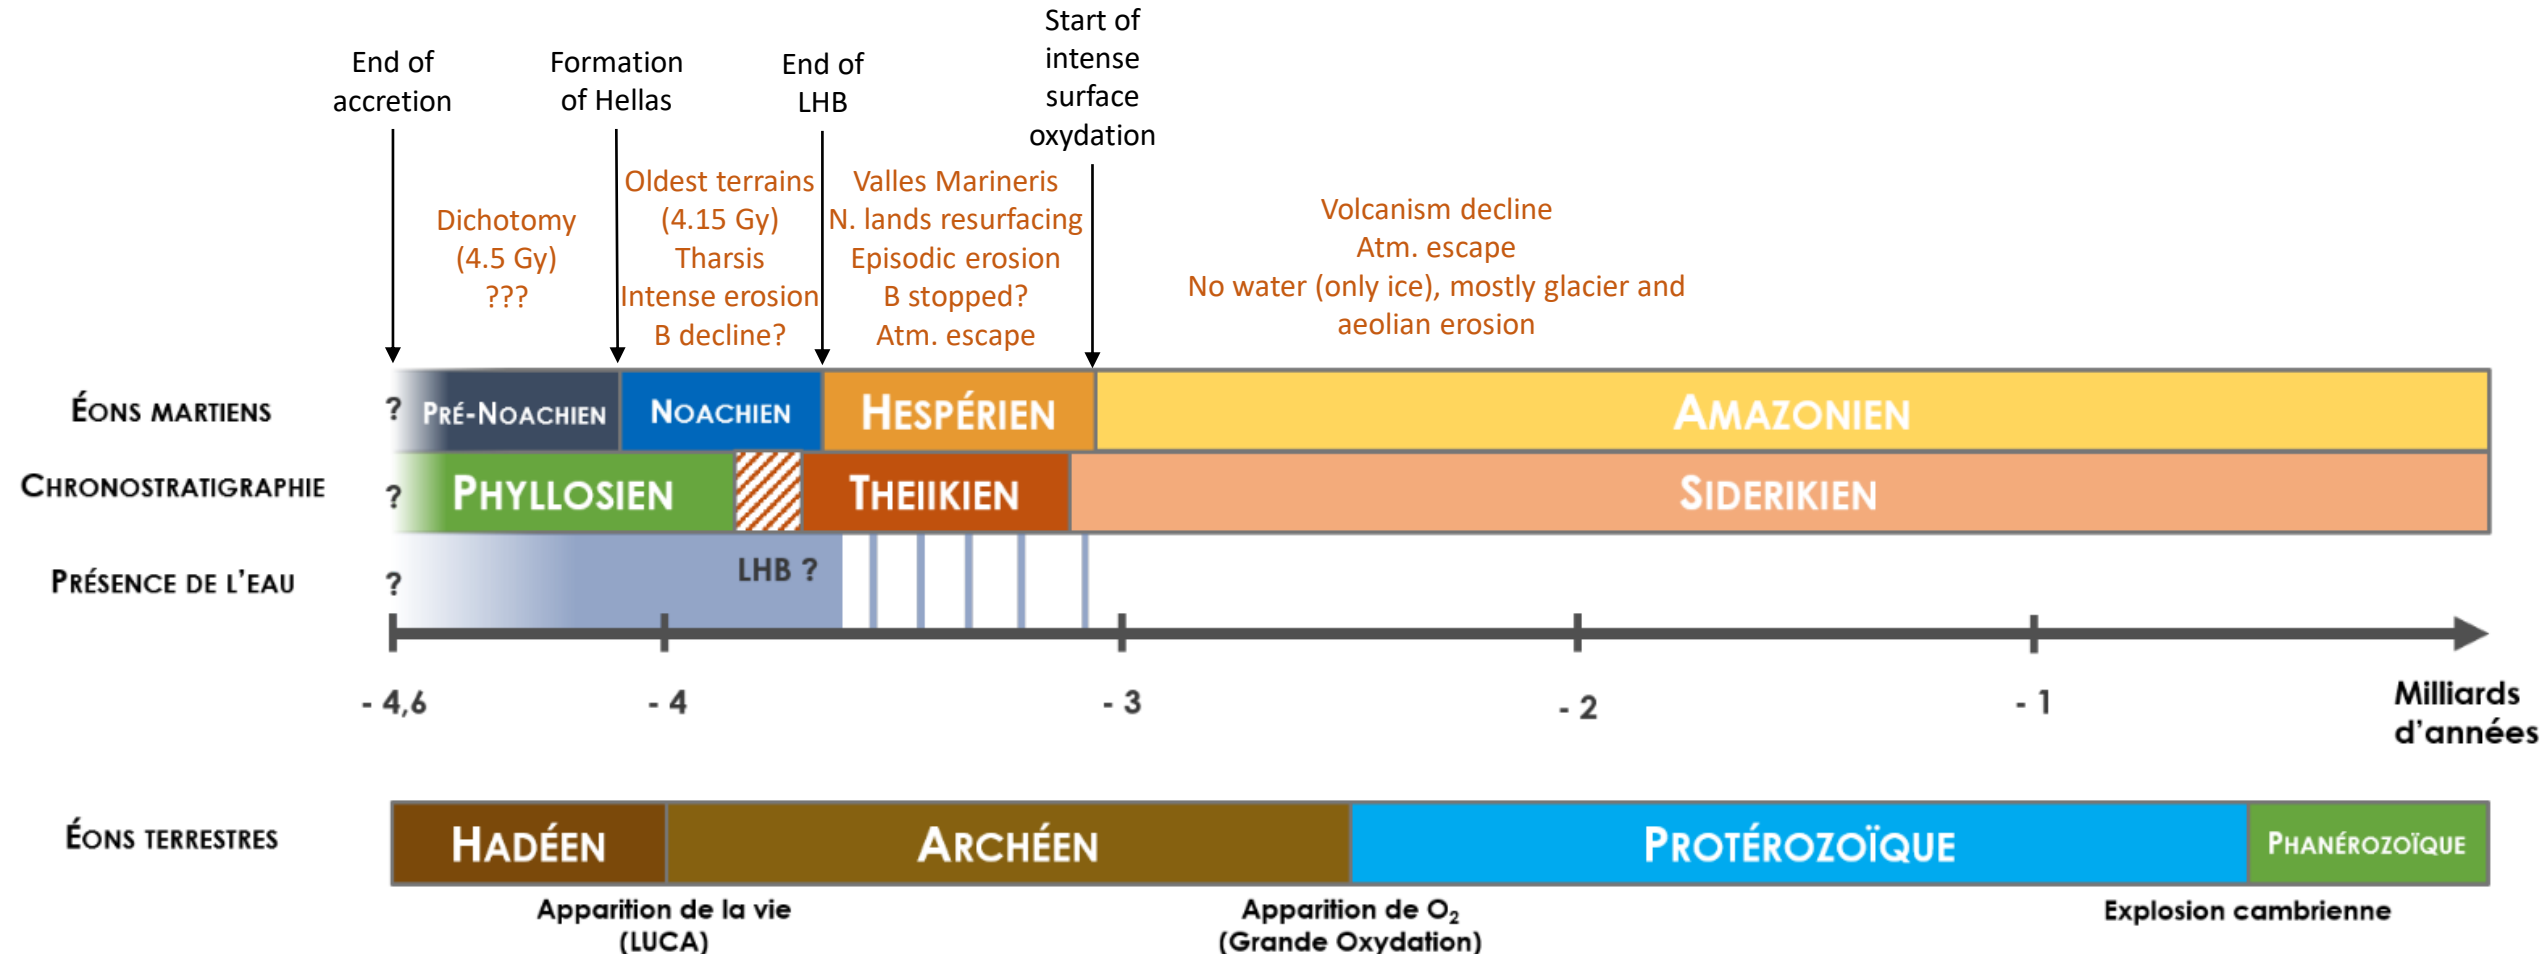 End of
accretion
Formation
of Hellas
End of
LHB
Start of
intense
surface
oxydation
Dichotomy
(4.5 Gy)
???
Oldest terrains
(4.15 Gy)
Tharsis
Intense erosion
B decline?
Valles Marineris
N. lands resurfacing
Episodic erosion
B stopped?
Atm. escape
Volcanism decline
Atm. escape
No water (only ice), mostly glacier and
aeolian erosion
ÉONS MARTIENS
? PRÉ-NOACHIEN NOACHIEN HESPÉRIEN AMAZONIEN
CHRONOSTRATIGRAPHIE
? PHYLLOSIEN THEIIKIEN SIDERIKIEN
PRÉSENCE DE L'EAU
? LHB ?
- 4,6 - 4 - 3 - 2 - 1
Milliards
d'années
ÉONS TERRESTRES
HADÉEN ARCHÉEN PROTÉROZOÏQUE PHANÉROZOÏQUE
Apparition de la vie
(LUCA)
Apparition de O₂
(Grande Oxydation)
Explosion cambrienne